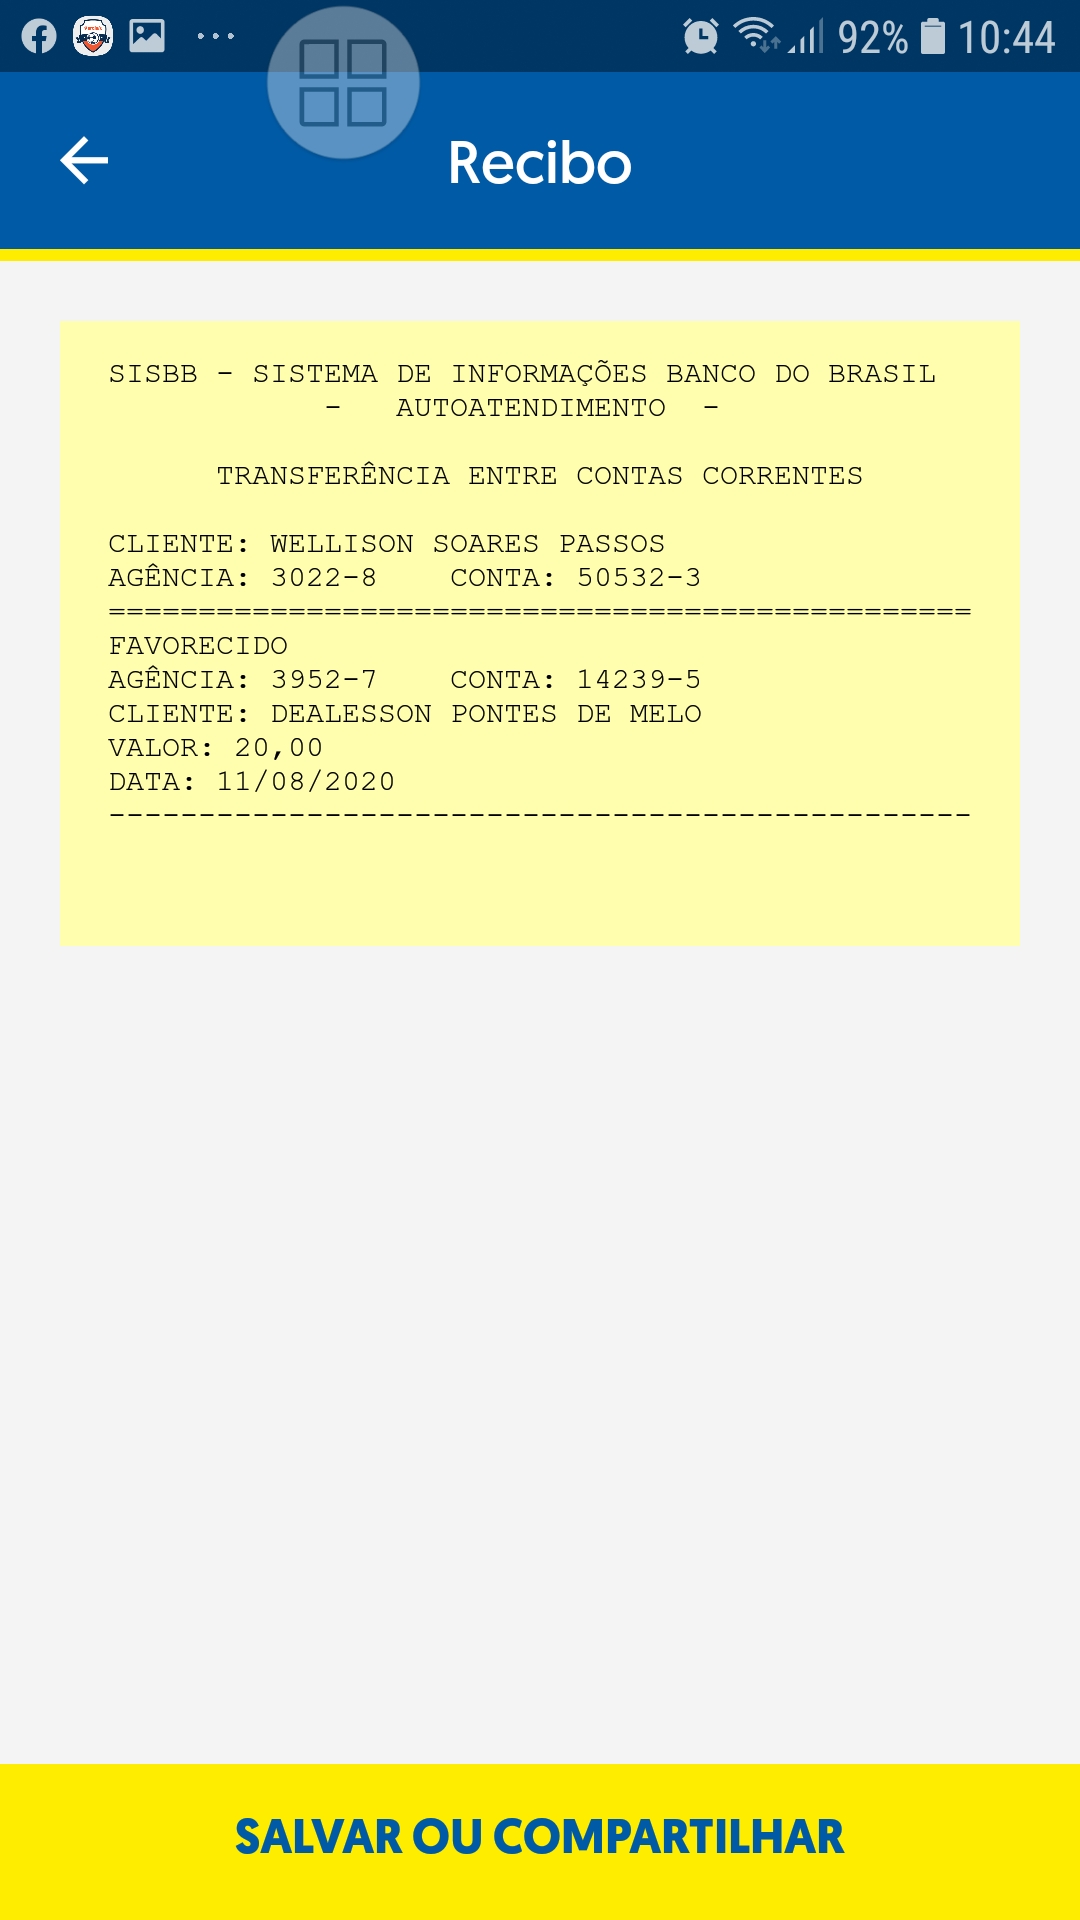 92% 10:44
Recibo
SISBB - SISTEMA DE INFORMAÇÕES BANCO DO BRASIL
- AUTOATENDIMENTO -
TRANSFERÊNCIA ENTRE CONTAS CORRENTES
CLIENTE: WELLISON SOARES PASSOS
AGÊNCIA: 3022-8 CONTA: 50532-3
================================================
FAVORECIDO
AGÊNCIA: 3952-7 CONTA: 14239-5
CLIENTE: DEALESSON PONTES DE MELO
VALOR: 20,00
DATA: 11/08/2020
------------------------------------------------
SALVAR OU COMPARTILHAR